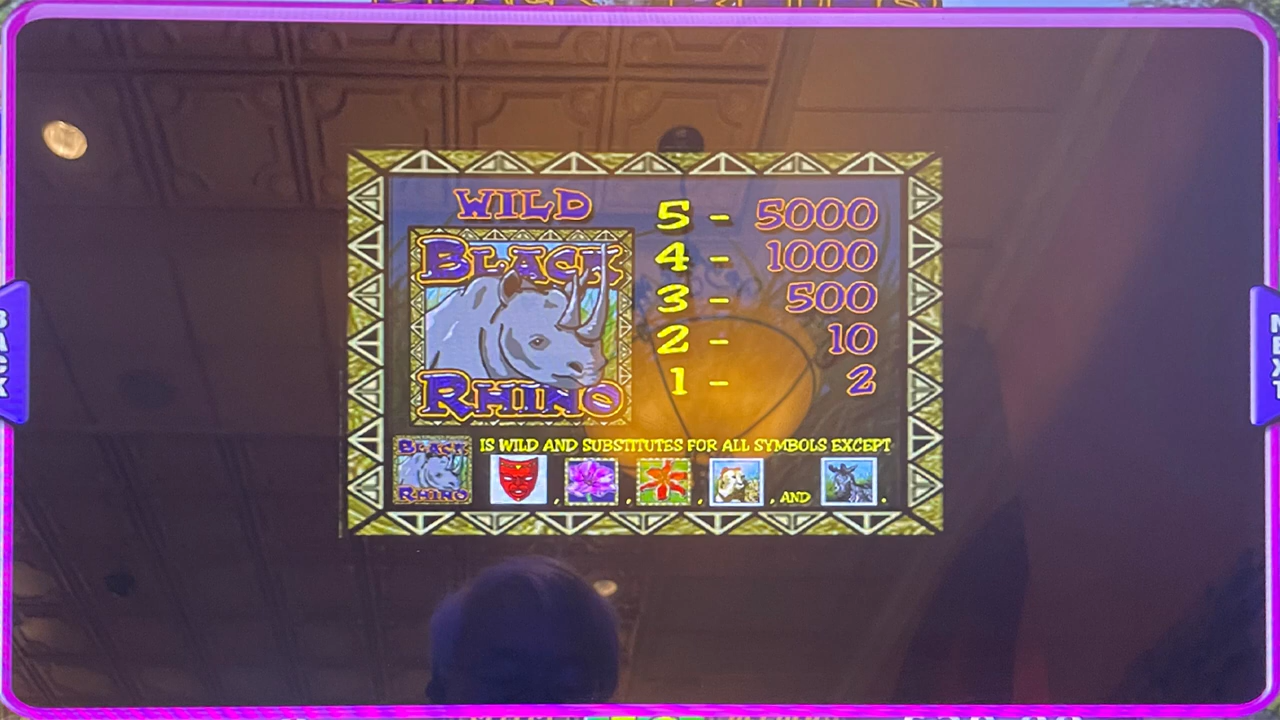 WILD
BLACK
RHINO
5 - 5000
4 - 1000
3 - 500
2 - 10
1 - 2
BLACK
RHINO
IS WILD AND SUBSTITUTES FOR ALL SYMBOLS EXCEPT
, , , , AND .
BACK
NEXT